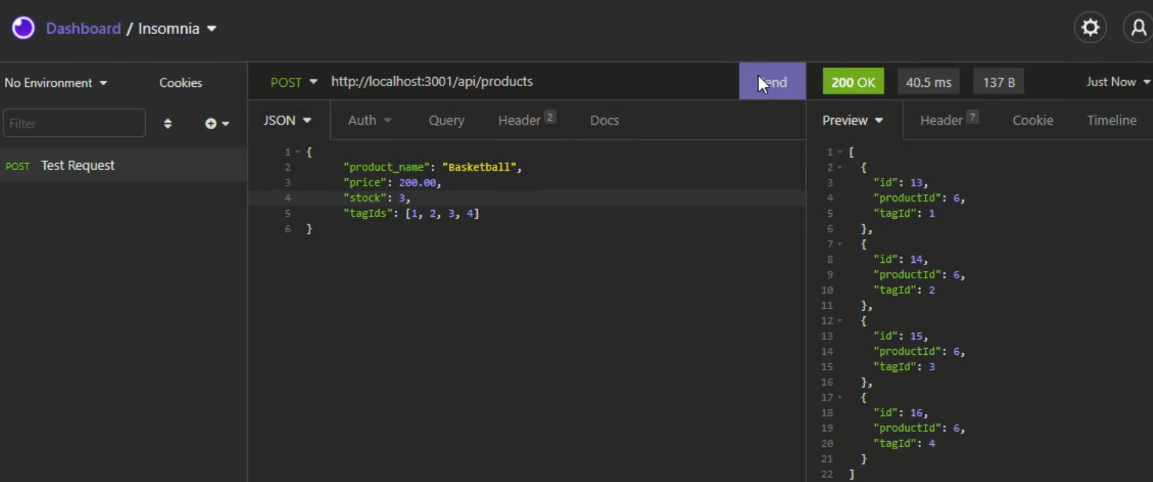 Dashboard / Insomnia
No Environment
Cookies
POST http://localhost:3001/api/products
200 OK 40.5 ms 137 B Just Now
Filter
POST Test Request
JSON Auth Query Header 2 Docs
1 {
2 "product_name": "Basketball",
3 "price": 200.00,
4 "stock": 3,
5 "tagIds": [1, 2, 3, 4]
6 }
Preview Header 7 Cookie Timeline
1 [
2 {
3 "id": 13,
4 "productId": 6,
5 "tagId": 1
6 },
7 {
8 "id": 14,
9 "productId": 6,
10 "tagId": 2
11 },
12 {
13 "id": 15,
14 "productId": 6,
15 "tagId": 3
16 },
17 {
18 "id": 16,
19 "productId": 6,
20 "tagId": 4
21 }
22 ]